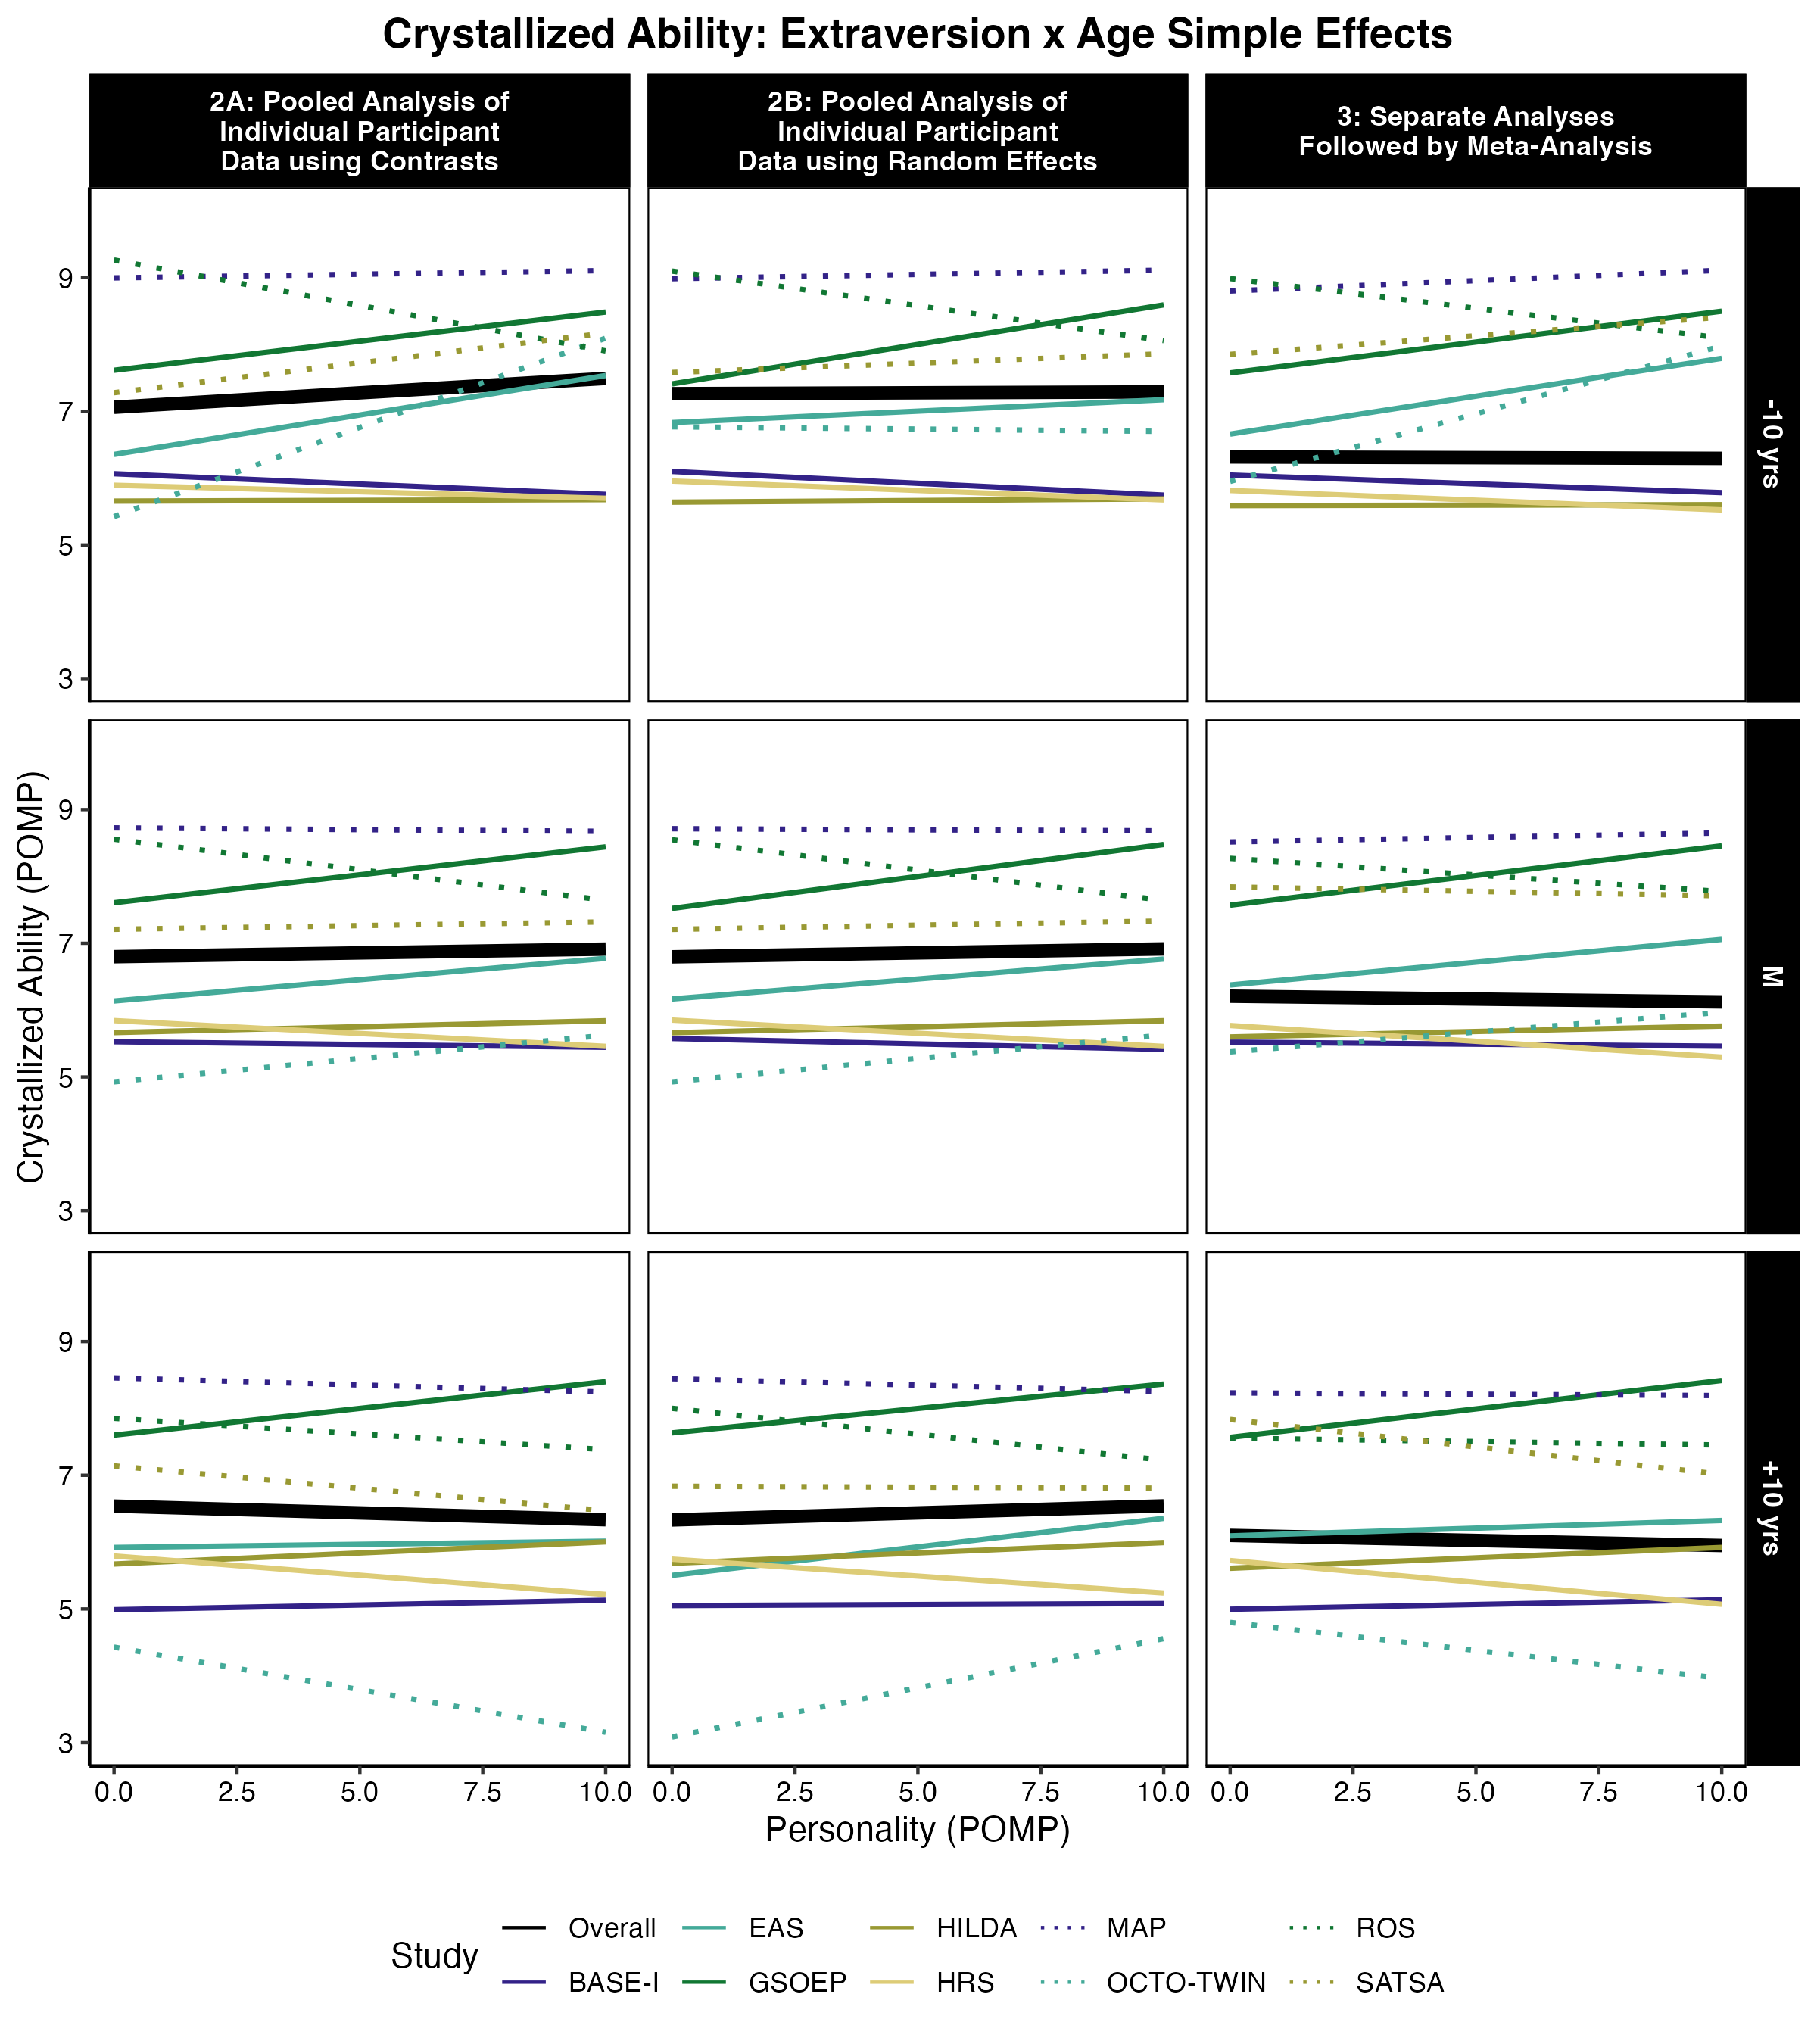 Crystallized Ability: Extraversion x Age Simple Effects
2A: Pooled Analysis of
Individual Participant
Data using Contrasts
2B: Pooled Analysis of
Individual Participant
Data using Random Effects
3: Separate Analyses
Followed by Meta-Analysis
9
7
5
3
-10 yrs
9
7
5
3
M
9
7
5
3
+10 yrs
Crystallized Ability (POMP)
0.0 2.5 5.0 7.5 10.0
0.0 2.5 5.0 7.5 10.0
0.0 2.5 5.0 7.5 10.0
Personality (POMP)
Study
Overall EAS HILDA MAP ROS
BASE-I GSOEP HRS OCTO-TWIN SATSA